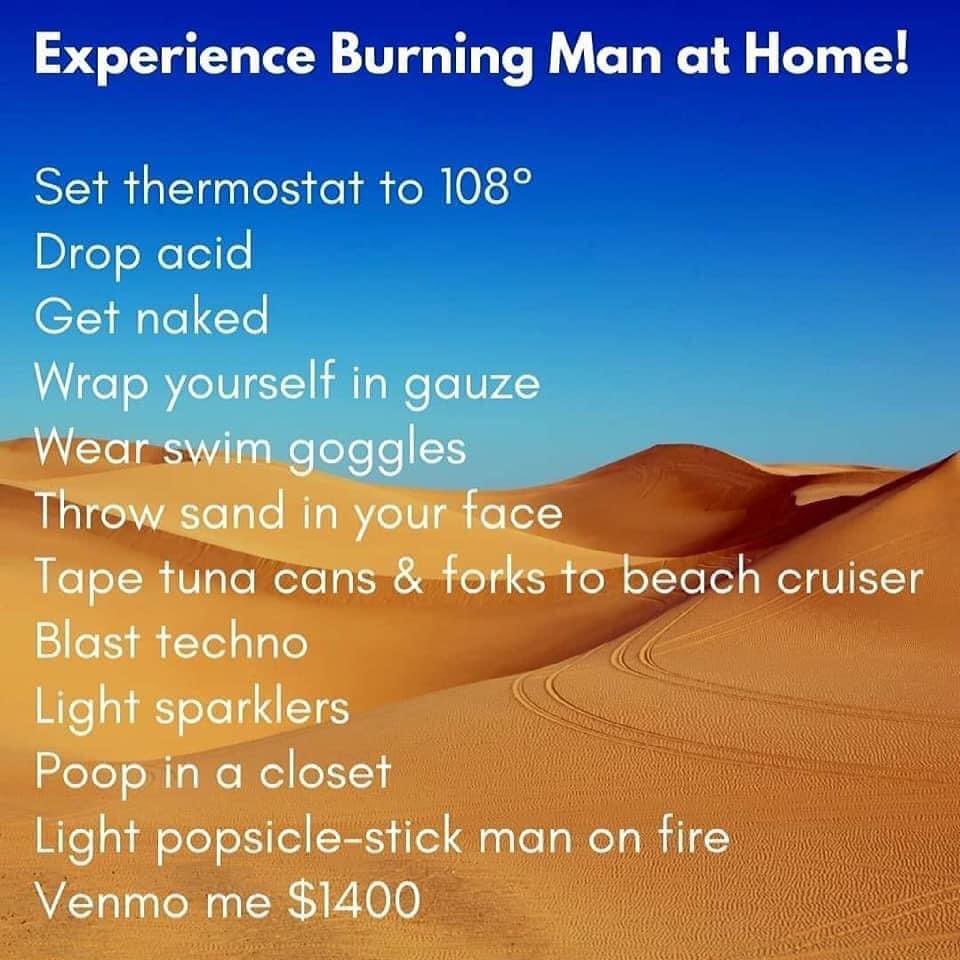 Experience Burning Man at Home!
Set thermostat to 108°
Drop acid
Get naked
Wrap yourself in gauze
Wear swim goggles
Throw sand in your face
Tape tuna cans & forks to beach cruiser
Blast techno
Light sparklers
Poop in a closet
Light popsicle-stick man on fire
Venmo me $1400